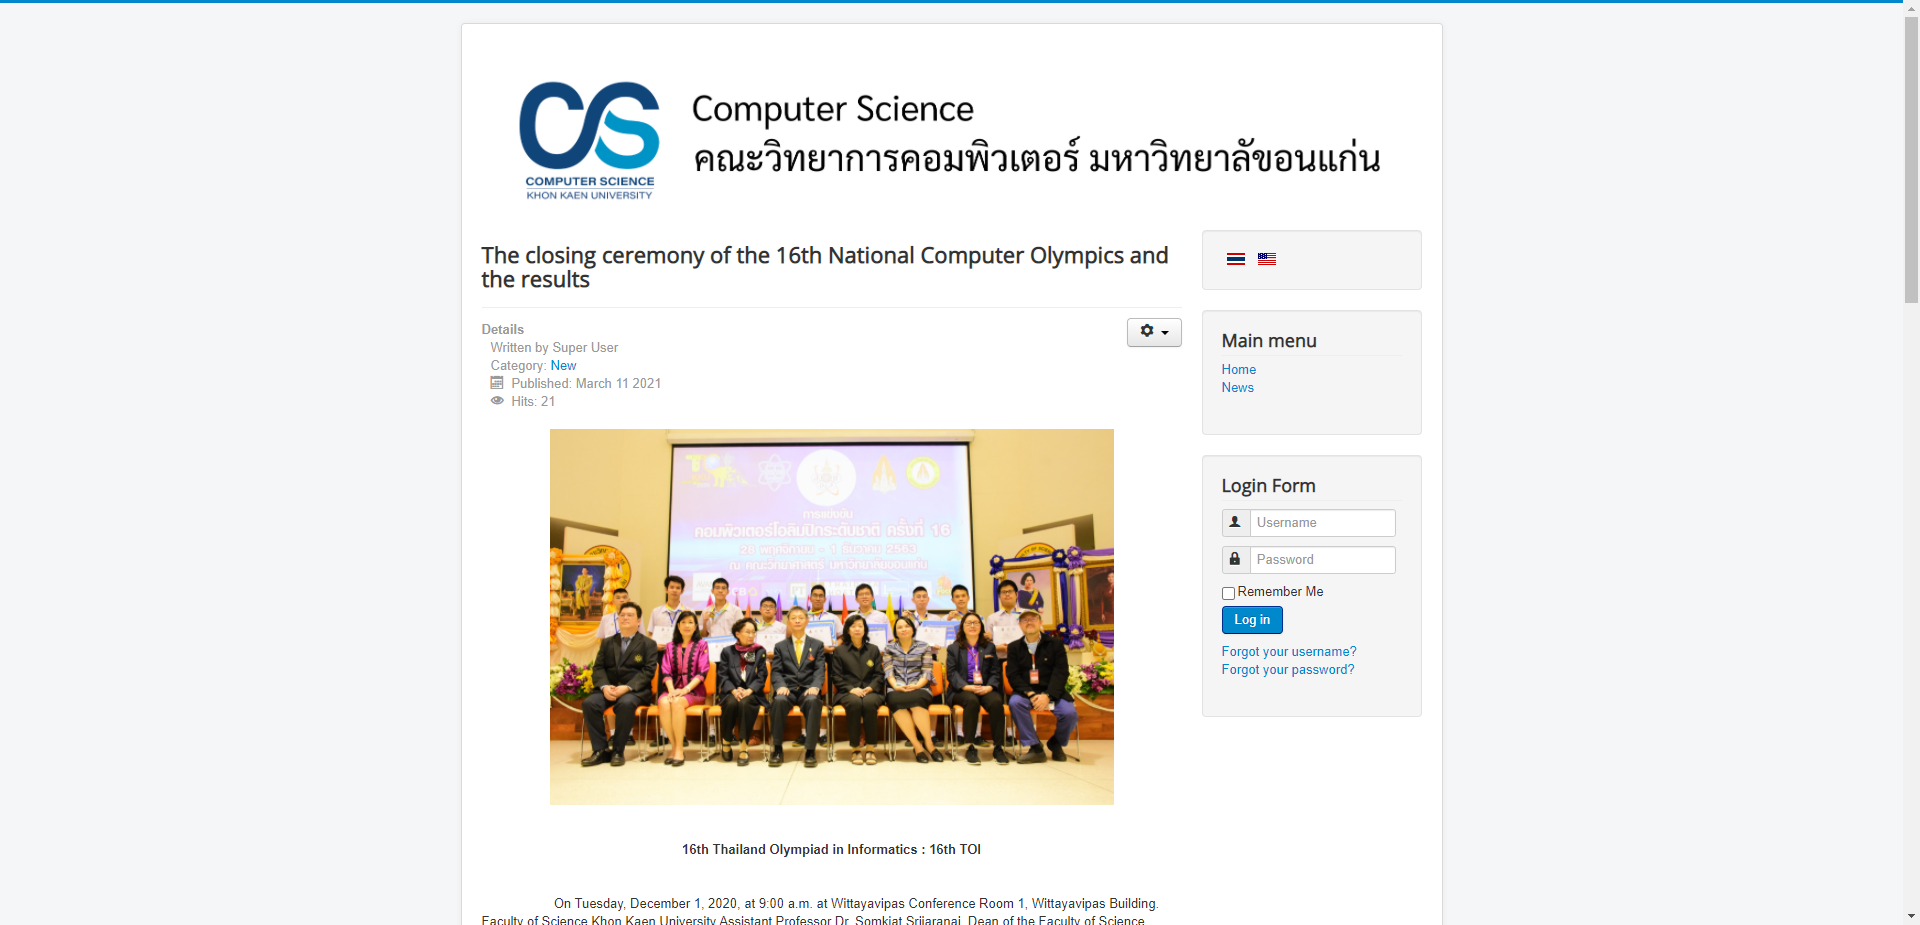 COMPUTER SCIENCE
KHON KAEN UNIVERSITY
Computer Science
คณะวิทยาการคอมพิวเตอร์ มหาวิทยาลัขอนแก่น
The closing ceremony of the 16th National Computer Olympics and
the results
Details
Written by Super User
Category: New
Published: March 11 2021
Hits: 21
การแข่งขัน
คอมพิวเตอร์โอลิมปิกระดับชาติ ครั้งที่ 16
28 พฤศจิกายน - 1 ธันวาคม 2563
ณ คณะวิทยาศาสตร์ มหาวิทยาลัยขอนแก่น
16th Thailand Olympiad in Informatics : 16th TOI
On Tuesday, December 1, 2020, at 9:00 a.m. at Wittayavipas Conference Room 1, Wittayavipas Building.
Faculty of Science Khon Kaen University Assistant Professor Dr. Somkiat Srijaranai, Dean of the Faculty of Science
Main menu
Home
News
Login Form
Username
Password
Remember Me
Log in
Forgot your username?
Forgot your password?